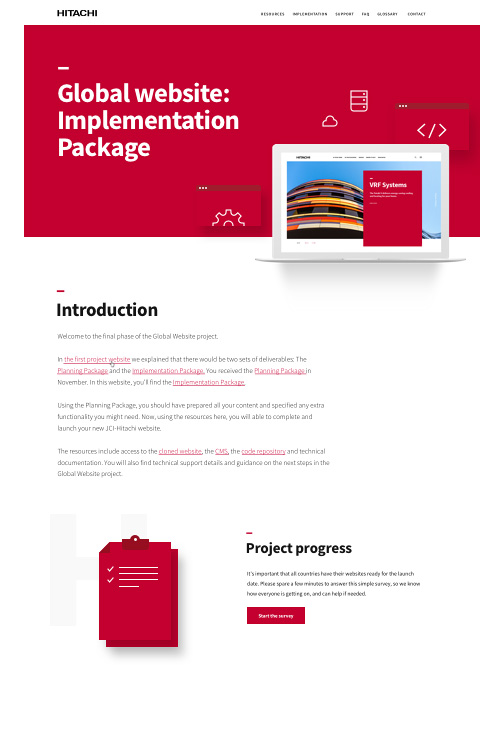 HITACHI
RESOURCES IMPLEMENTATION SUPPORT FAQ GLOSSARY CONTACT
Global website:
Implementation
Package
HITACHI
VRF Systems
Introduction
Welcome to the final phase of the Global Website project.
In the first project website we explained that there would be two sets of deliverables: The
Planning Package and the Implementation Package. You received the Planning Package in
November. In this website, you'll find the Implementation Package.
Using the Planning Package, you should have prepared all your content and specified any extra
functionality you might need. Now, using the resources here, you will able to complete and
launch your new JCI-Hitachi website.
The resources include access to the cloned website, the CMS, the code repository and technical
documentation. You will also find technical support details and guidance on the next steps in the
Global Website project.
H
Project progress
It's important that all countries have their websites ready for the launch
date. Please spare a few minutes to answer this simple survey, so we know
how everyone is getting on, and can help if needed.
Start the survey